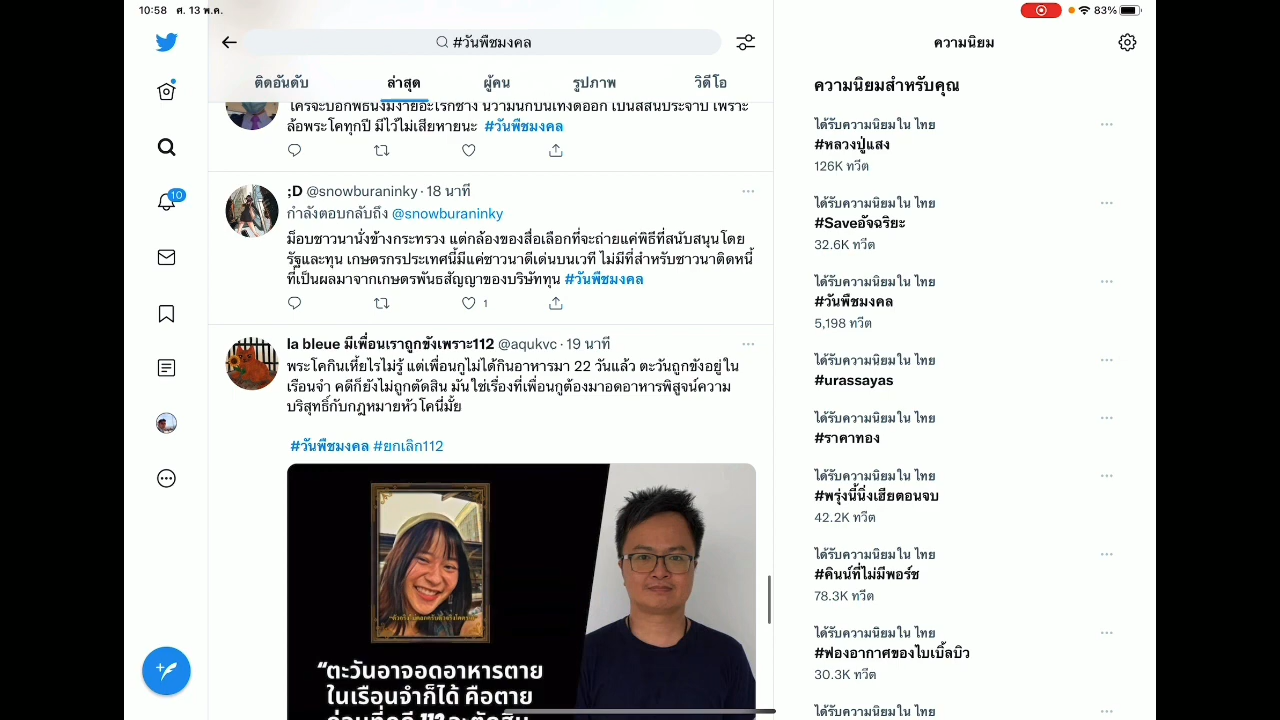 10:58 ศ. 13 พ.ค.
83%
#วันพืชมงคล
ติดอันดับ
ล่าสุด
ผู้คน
รูปภาพ
วิดีโอ
ล้อพระโคทุกปี มีไว้ไม่เสียหายนะ #วันพืชมงคล
;D @snowburaninky · 18 นาที
กำลังตอบกลับถึง @snowburaninky
ม็อบชาวนานั่งข้างกระทรวง แต่กล้องของสื่อเลือกที่จะถ่ายแค่พิธีที่สนับสนุนโดย
รัฐและทุน เกษตรกรประเทศนี้มีแค่ชาวนาดีเด่นบนเวที ไม่มีที่สำหรับชาวนาติดหนี้
ที่เป็นผลมาจากเกษตรพันธสัญญาของบริษัททุน #วันพืชมงคล
1
la bleue มีเพื่อนเราถูกขังเพราะ112 @aqukvc · 19 นาที
พระโคกินเหี้ยไรไม่รู้ แต่เพื่อนกูไม่ได้กินอาหารมา 22 วันแล้ว ตะวันถูกขังอยู่ใน
เรือนจำ คดีก็ยังไม่ถูกตัดสิน มันใช่เรื่องที่เพื่อนกูต้องมาอดอาหารพิสูจน์ความ
บริสุทธิ์กับกฎหมายหัวโคนี่มั้ย
#วันพืชมงคล #ยกเลิก112
“ตะวันอาจอดอาหารตาย
ในเรือนจำก็ได้ คือตาย
10
ความนิยม
ความนิยมสำหรับคุณ
ได้รับความนิยมใน ไทย
#หลวงปู่แสง
126K ทวีต
ได้รับความนิยมใน ไทย
#Saveอัจฉริยะ
32.6K ทวีต
ได้รับความนิยมใน ไทย
#วันพืชมงคล
5,198 ทวีต
ได้รับความนิยมใน ไทย
#urassayas
ได้รับความนิยมใน ไทย
#ราคาทอง
ได้รับความนิยมใน ไทย
#พรุ่งนี้นิ่งเฮียตอนจบ
42.2K ทวีต
ได้รับความนิยมใน ไทย
#คินน์ที่ไม่มีพอร์ช
78.3K ทวีต
ได้รับความนิยมใน ไทย
#ฟองอากาศของไบเบิ้ลบิว
30.3K ทวีต
ได้รับความนิยมใน ไทย